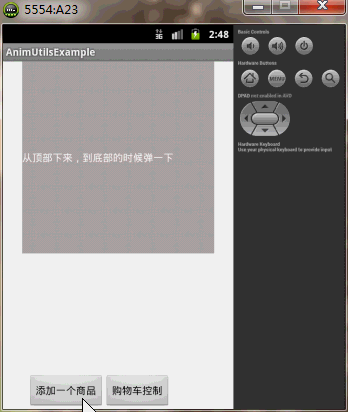 5554:A23
3G
2:48
AnimUtilsExample
从顶部下来，到底部的时候弹一下
添加一个商品
购物车控制
Basic Controls
Hardware Buttons
MENU
DPAD not enabled in AVD
Hardware Keyboard
Use your physical keyboard to provide input